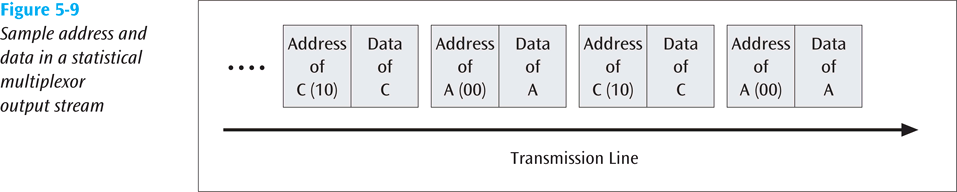 Figure 5-9
Sample address and
data in a statistical
multiplexor
output stream
....
Address
of
C (10)
Data
of
C
Address
of
A (00)
Data
of
A
Address
of
C (10)
Data
of
C
Address
of
A (00)
Data
of
A
Transmission Line